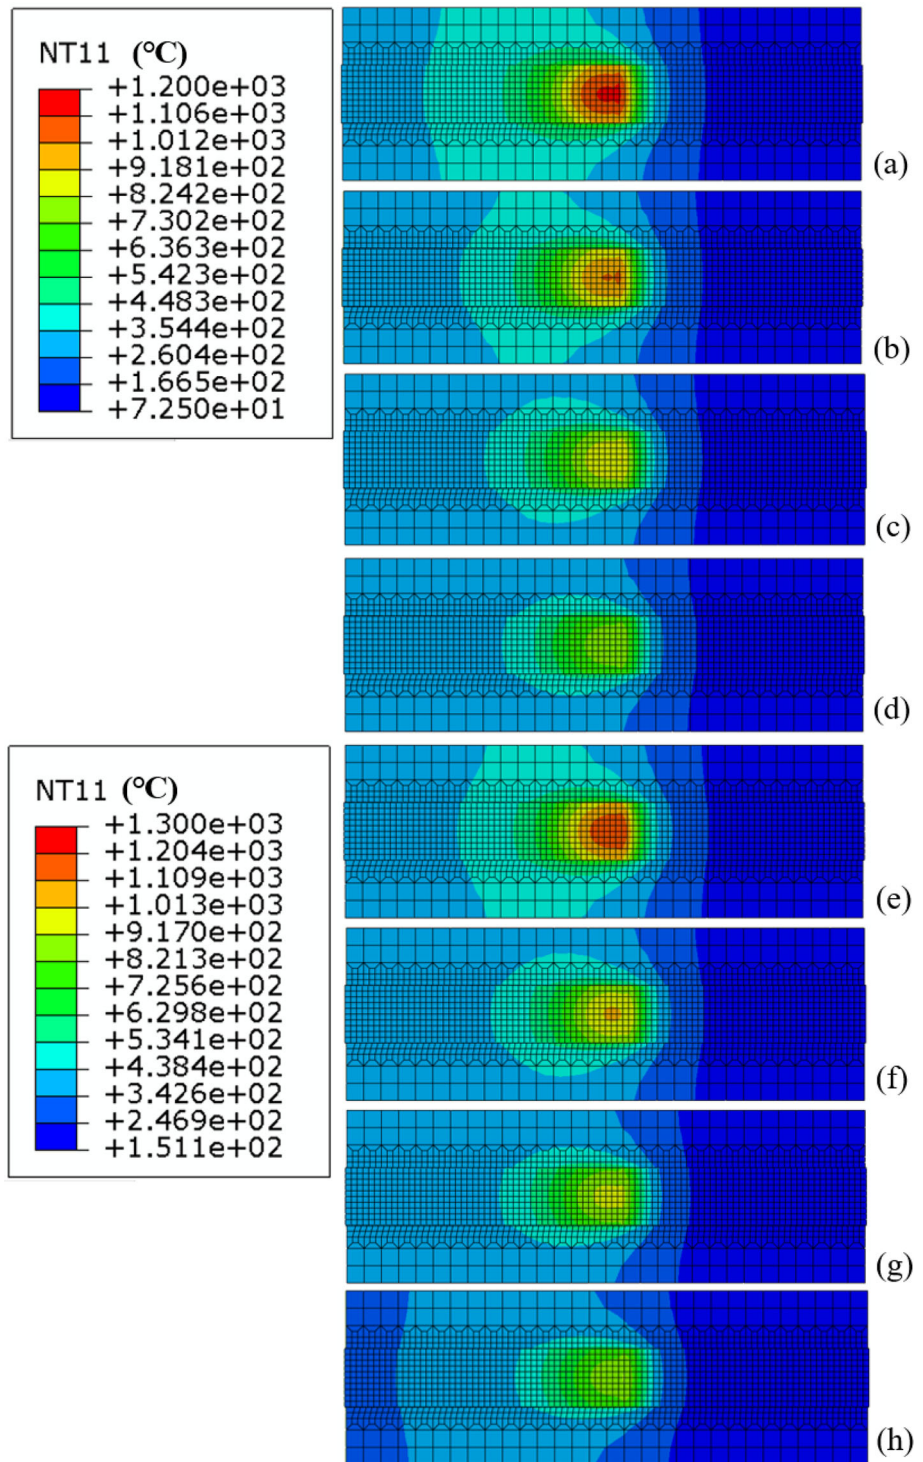 NT11 (°C)
+1.200e+03
+1.106e+03
+1.012e+03
+9.181e+02
+8.242e+02
+7.302e+02
+6.363e+02
+5.423e+02
+4.483e+02
+3.544e+02
+2.604e+02
+1.665e+02
+7.250e+01
(a)
(b)
(c)
(d)
NT11 (°C)
+1.300e+03
+1.204e+03
+1.109e+03
+1.013e+03
+9.170e+02
+8.213e+02
+7.256e+02
+6.298e+02
+5.341e+02
+4.384e+02
+3.426e+02
+2.469e+02
+1.511e+02
(e)
(f)
(g)
(h)